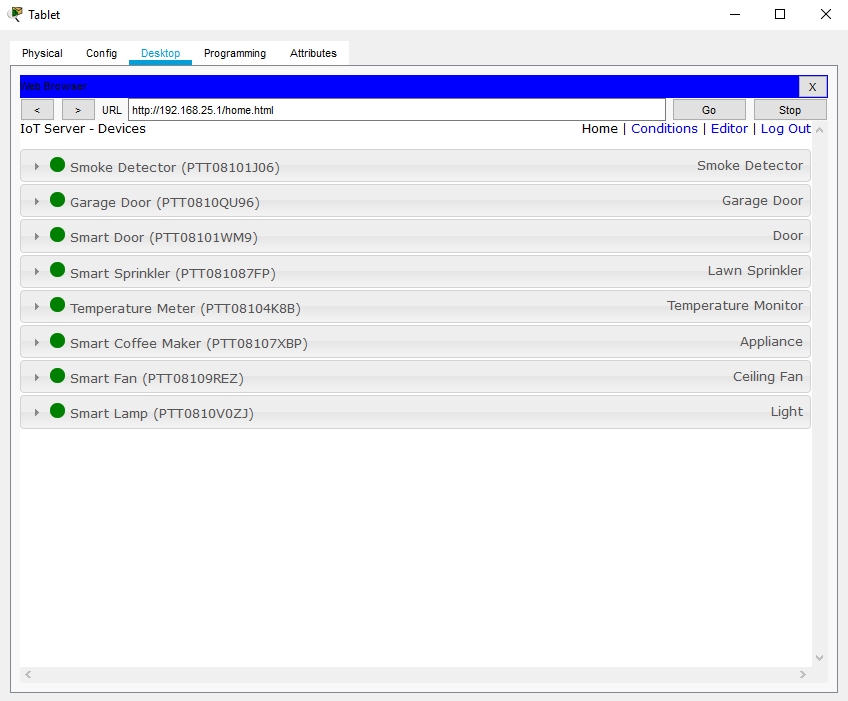 Tablet
Physical Config Desktop Programming Attributes
Web Browser X
< > URL http://192.168.25.1/home.html Go Stop
IoT Server - Devices Home | Conditions | Editor | Log Out
Smoke Detector (PTT08101J06) Smoke Detector
Garage Door (PTT0810QU96) Garage Door
Smart Door (PTT08101WM9) Door
Smart Sprinkler (PTT081087FP) Lawn Sprinkler
Temperature Meter (PTT08104K8B) Temperature Monitor
Smart Coffee Maker (PTT08107XBP) Appliance
Smart Fan (PTT08109REZ) Ceiling Fan
Smart Lamp (PTT0810V0ZJ) Light